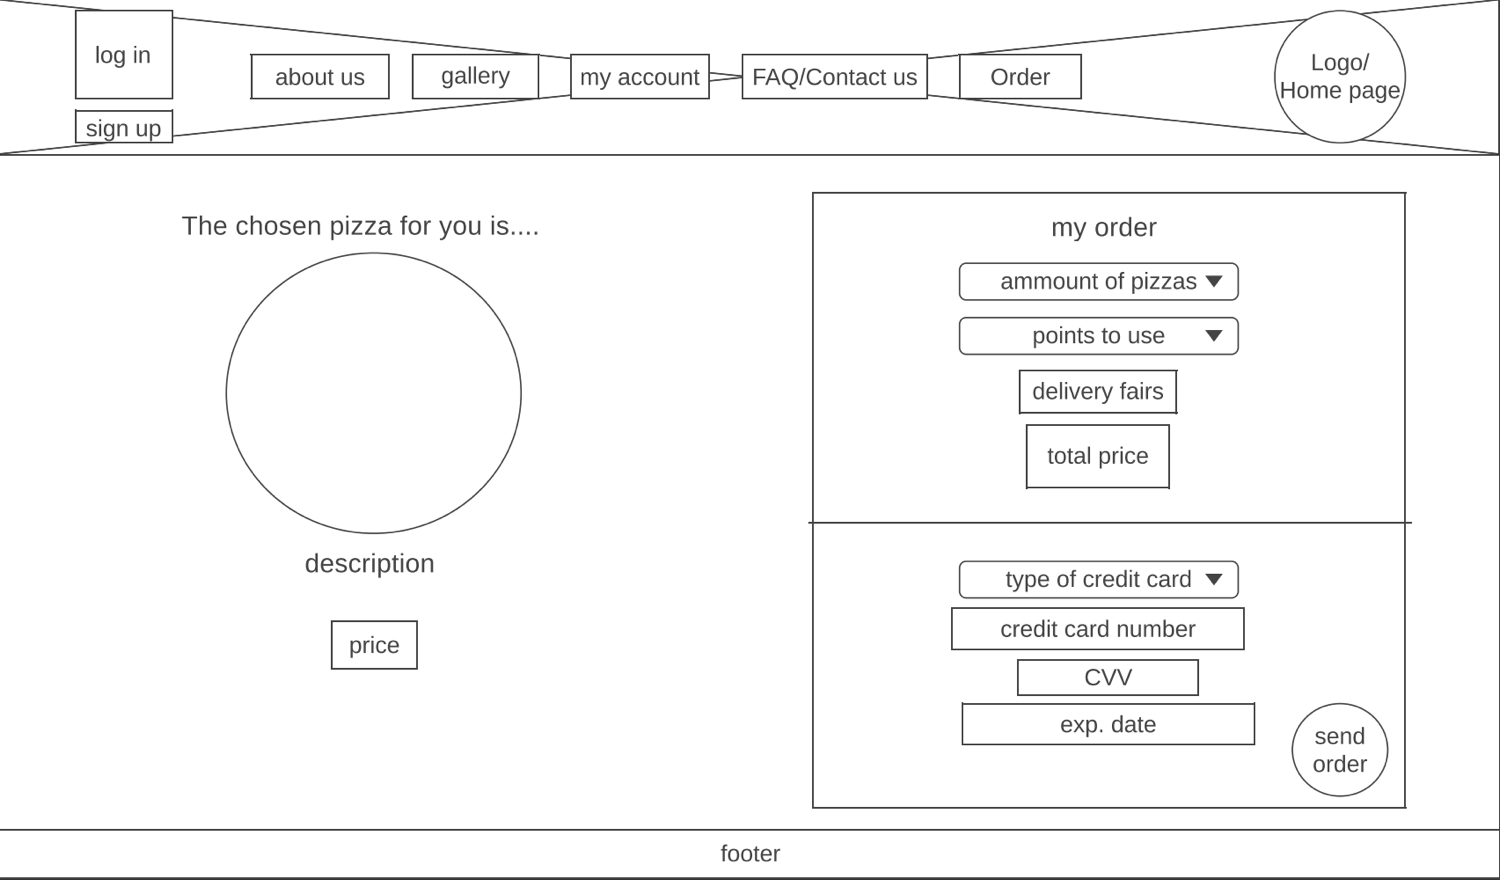 log in
sign up
about us
gallery
my account
FAQ/Contact us
Order
Logo/
Home page
The chosen pizza for you is....
description
price
my order
ammount of pizzas
points to use
delivery fairs
total price
type of credit card
credit card number
CVV
exp. date
send
order
footer